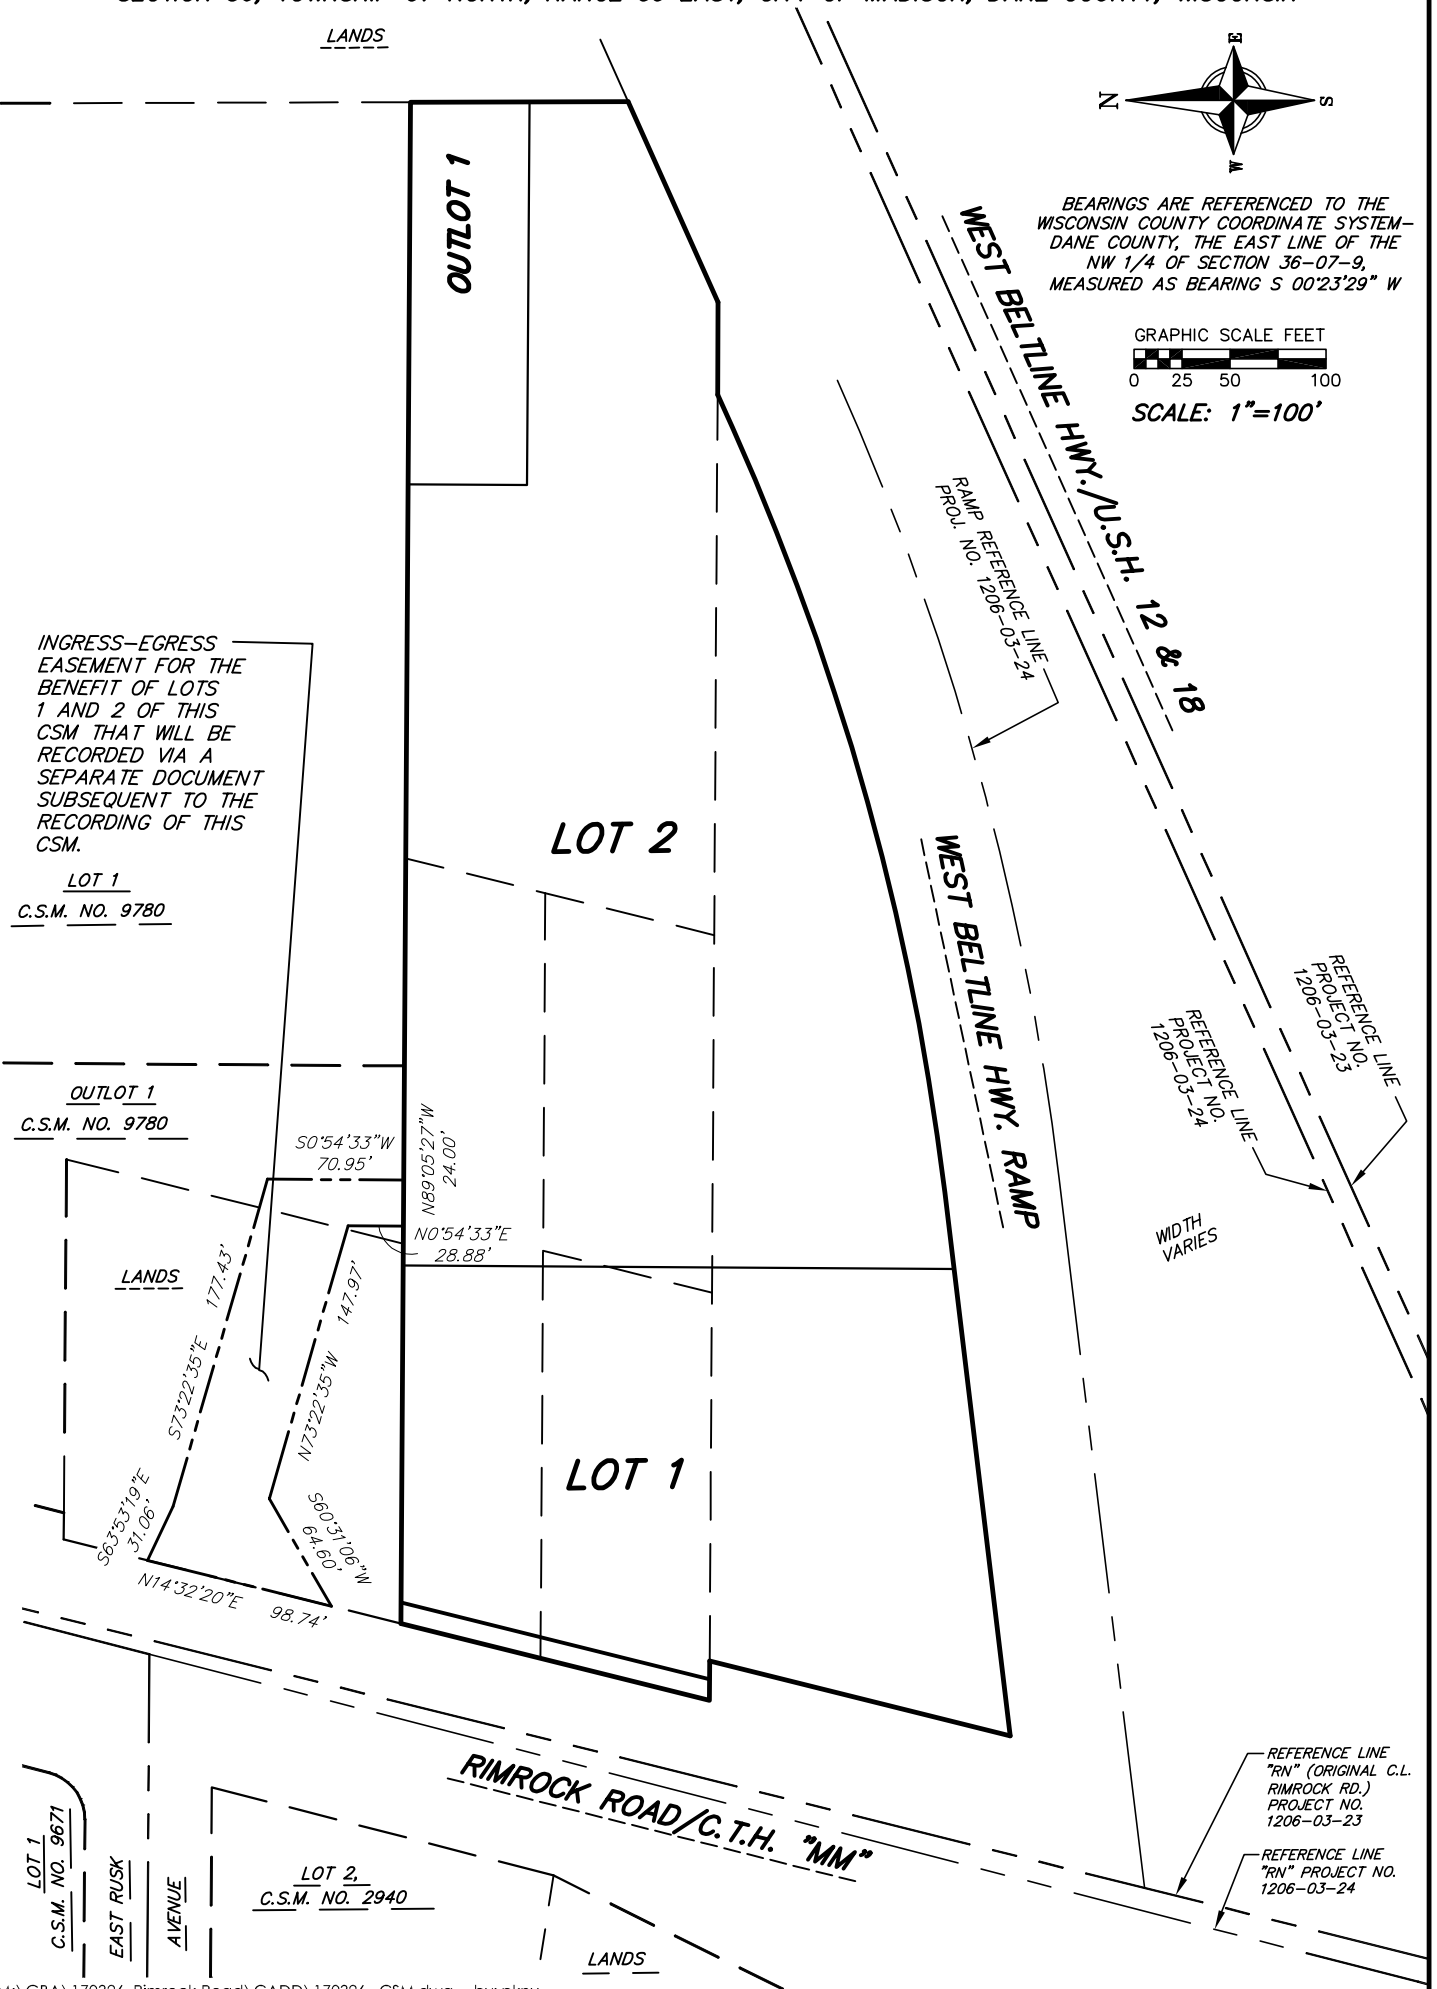 LANDS
E
N
S
W
BEARINGS ARE REFERENCED TO THE
WISCONSIN COUNTY COORDINATE SYSTEM-
DANE COUNTY, THE EAST LINE OF THE
NW 1/4 OF SECTION 36-07-9,
MEASURED AS BEARING S 00°23'29" W
GRAPHIC SCALE FEET
0 25 50 100
SCALE: 1"=100'
OUTLOT 1
WEST BELTLINE HWY./U.S.H. 12 & 18
RAMP REFERENCE LINE
PROJ. NO. 1206-03-24
INGRESS-EGRESS
EASEMENT FOR THE
BENEFIT OF LOTS
1 AND 2 OF THIS
CSM THAT WILL BE
RECORDED VIA A
SEPARATE DOCUMENT
SUBSEQUENT TO THE
RECORDING OF THIS
CSM.
LOT 1
C.S.M. NO. 9780
LOT 2
WEST BELTLINE HWY. RAMP
REFERENCE LINE
PROJECT NO.
1206-03-23
REFERENCE LINE
PROJECT NO.
1206-03-24
OUTLOT 1
C.S.M. NO. 9780
S0°54'33"W
70.95'
N89°05'27"W
24.00'
N0°54'33"E
28.88'
WIDTH
VARIES
LANDS
S73°22'35"E 177.43'
N73°22'35"W 147.97'
LOT 1
S63°53'19"E
31.06'
S60°31'06"W
64.60'
N14°32'20"E 98.74'
RIMROCK ROAD/C.T.H. "MM"
REFERENCE LINE
"RN" (ORIGINAL C.L.
RIMROCK RD.)
PROJECT NO.
1206-03-23
REFERENCE LINE
"RN" PROJECT NO.
1206-03-24
LOT 1
C.S.M. NO. 9671
EAST RUSK
AVENUE
LOT 2,
C.S.M. NO. 2940
LANDS